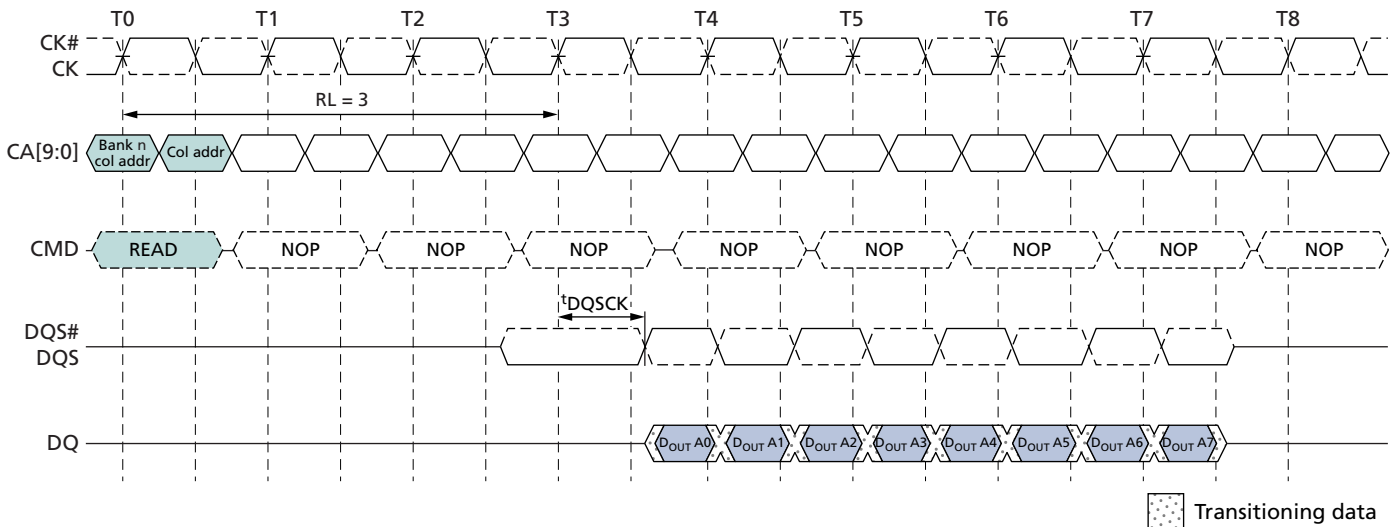 T0 T1 T2 T3 T4 T5 T6 T7 T8
CK#
CK
RL = 3
CA[9:0]
Bank n
col addr
Col addr
CMD READ NOP NOP NOP NOP NOP NOP NOP NOP
tDQSCK
DQS#
DQS
DQ DOUT A0 DOUT A1 DOUT A2 DOUT A3 DOUT A4 DOUT A5 DOUT A6 DOUT A7
Transitioning data